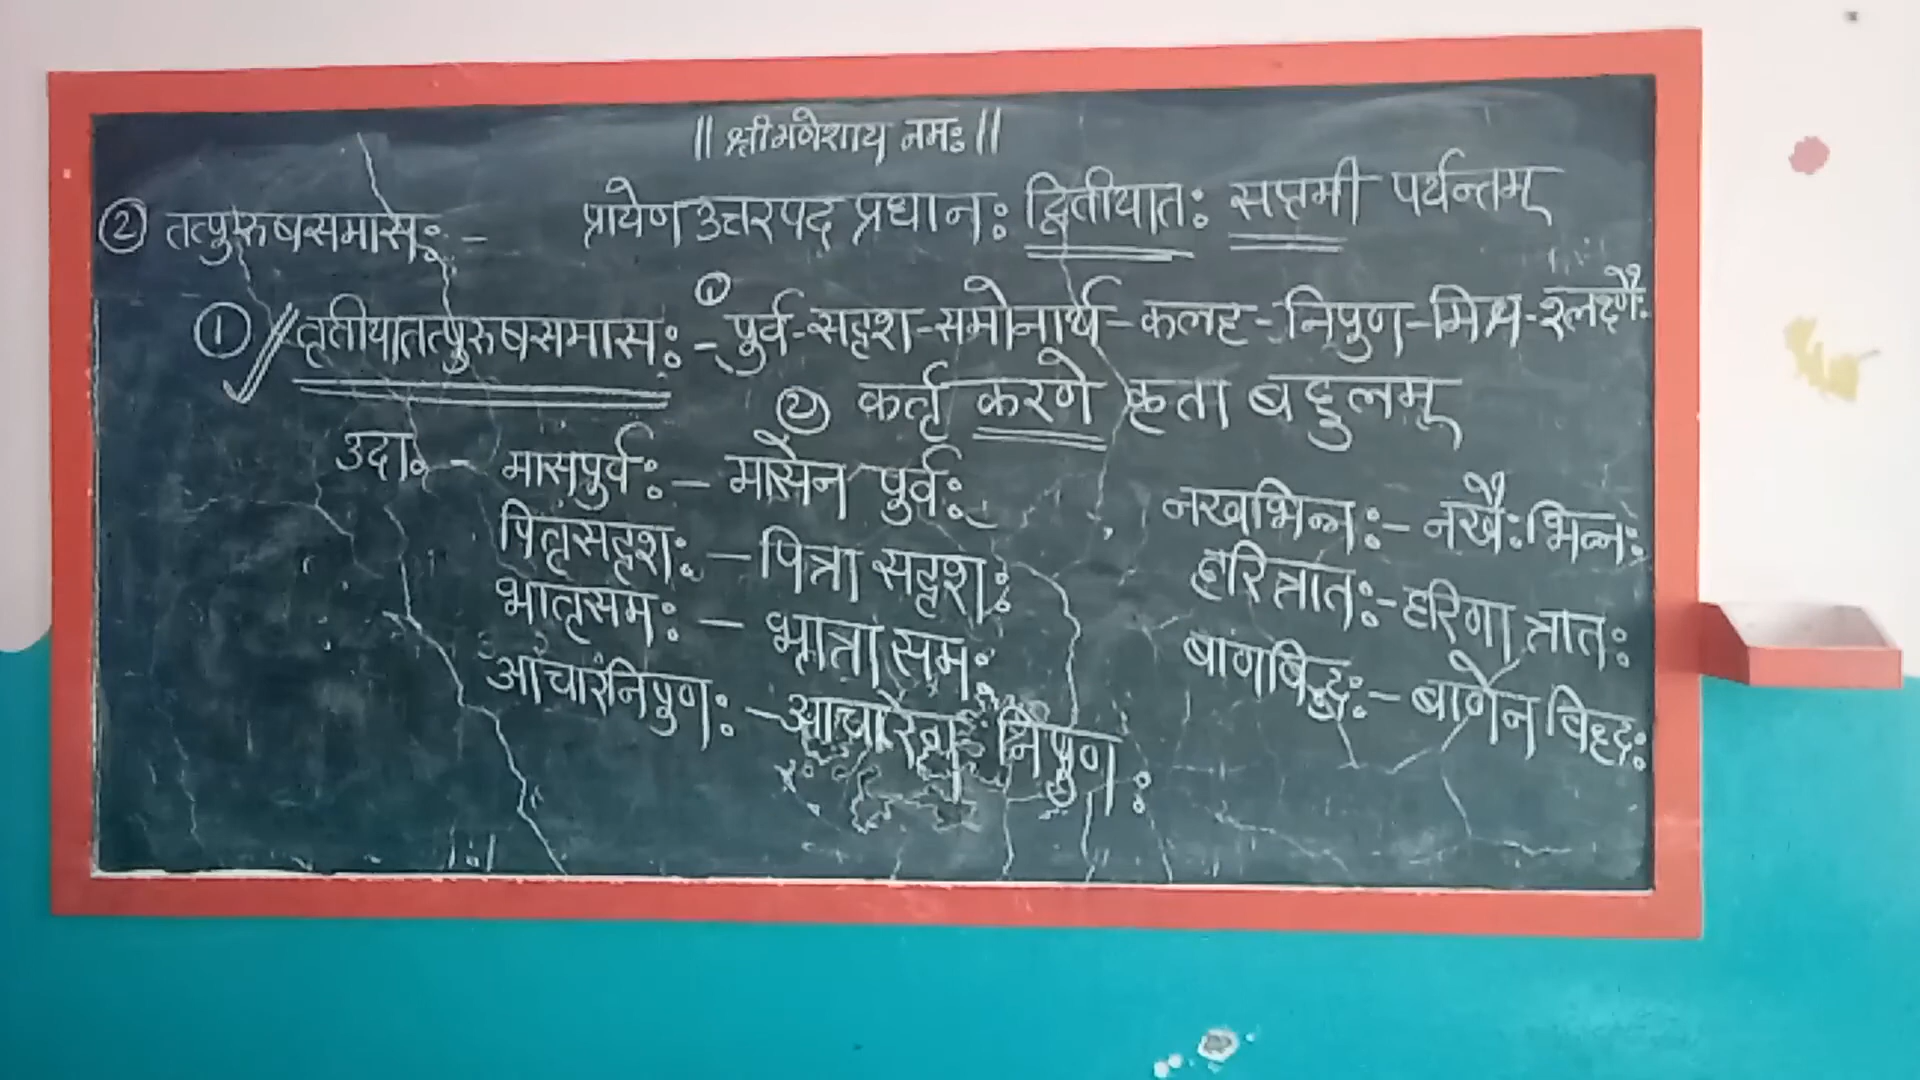 ॥ श्रीगणेशाय नमः ॥
② तत्पुरुषसमासः - प्रायेण उत्तरपद प्रधानः द्वितीयातः सप्तमी पर्यन्तम्
① तृतीयातत्पुरुषसमासः - ① पुर्व-सदृश-समोनार्थ-कलह-निपुण-मिश्र-श्लक्ष्णैः
② कर्तृ करणे कृता बहुलम्
उदा. - मासपुर्वः - मासेन पुर्वः
पितृसदृशः - पित्रा सदृशः
भातृसमः - भ्रात्रा समः
आचारनिपुणः - आचारेण निपुणः
नखभिन्नः - नखैः भिन्नः
हरित्रातः - हरिणा त्रातः
बाणविद्धः - बाणेन विद्धः